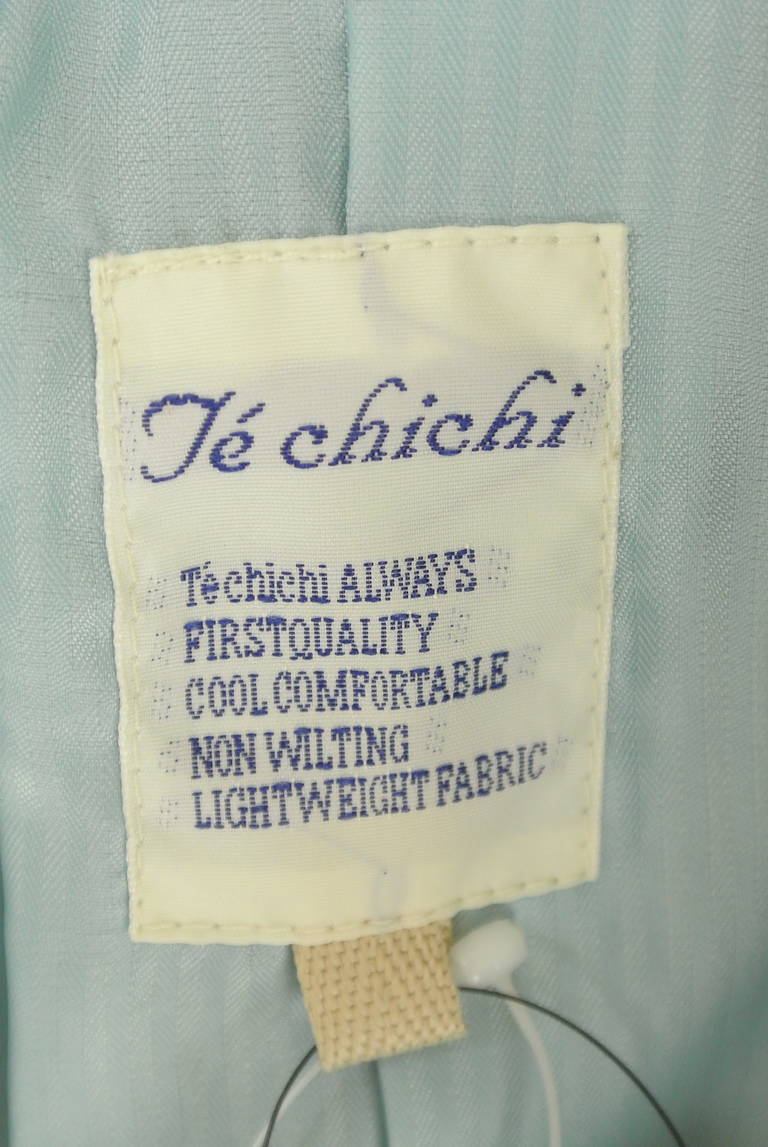 Té chichi
Té chichi ALWAYS
FIRSTQUALITY
COOL COMFORTABLE
NON WILTING
LIGHTWEIGHT FABRIC